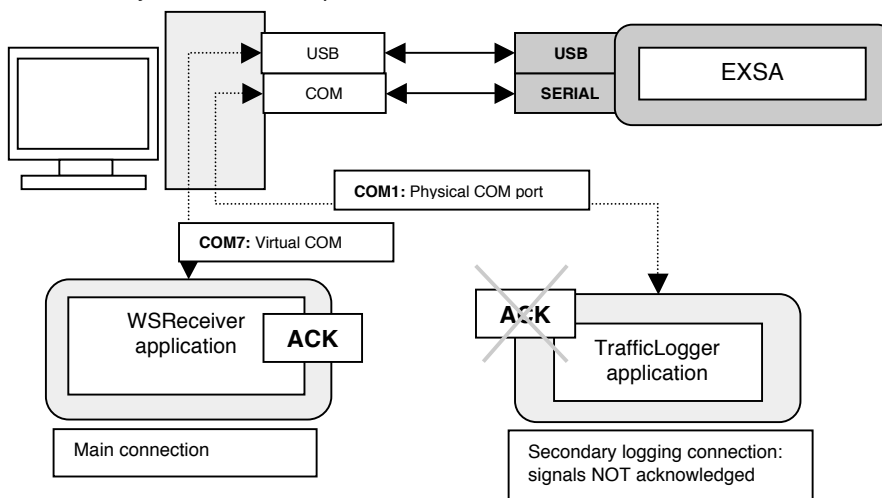 USB
USB
EXSA
COM
SERIAL
COM1: Physical COM port
COM7: Virtual COM
WSReceiver
application
ACK
ACK
TrafficLogger
application
Main connection
Secondary logging connection:
signals NOT acknowledged